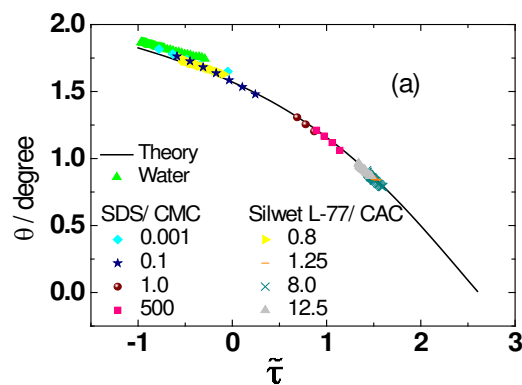 2.0
(a)
1.5
θ / degree
1.0
Theory
Water
0.5
SDS/ CMC
Silwet L-77/ CAC
0.001
0.8
0.1
1.25
0.0
1.0
8.0
500
12.5
-1
0
1
2
3
τ̃